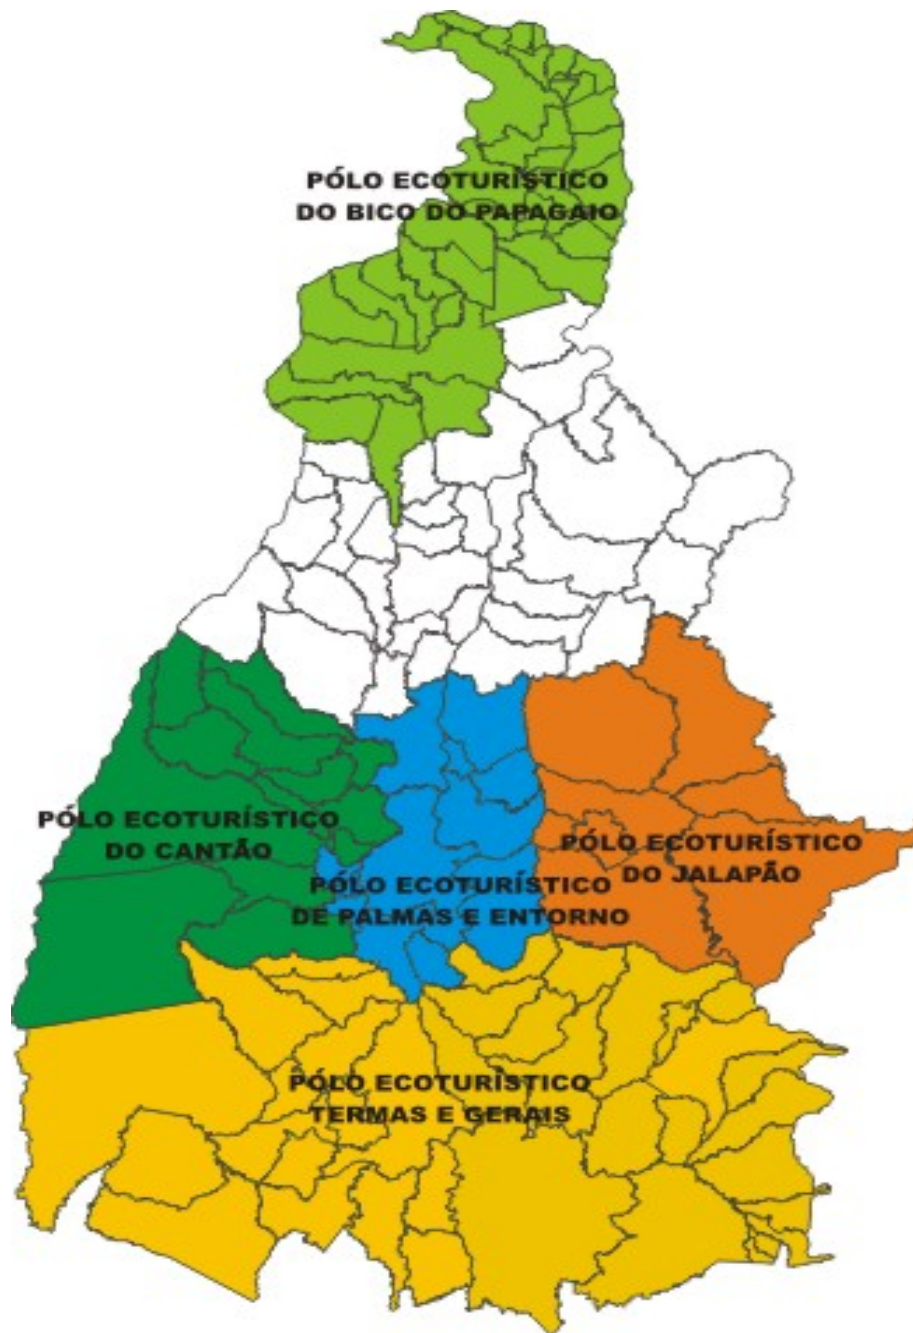 PÓLO ECOTURÍSTICO
DO BICO DO PAPAGAIO
PÓLO ECOTURÍSTICO
DO CANTÃO
PÓLO ECOTURÍSTICO
DO JALAPÃO
PÓLO ECOTURÍSTICO
DE PALMAS E ENTORNO
PÓLO ECOTURÍSTICO
TERMAS E GERAIS